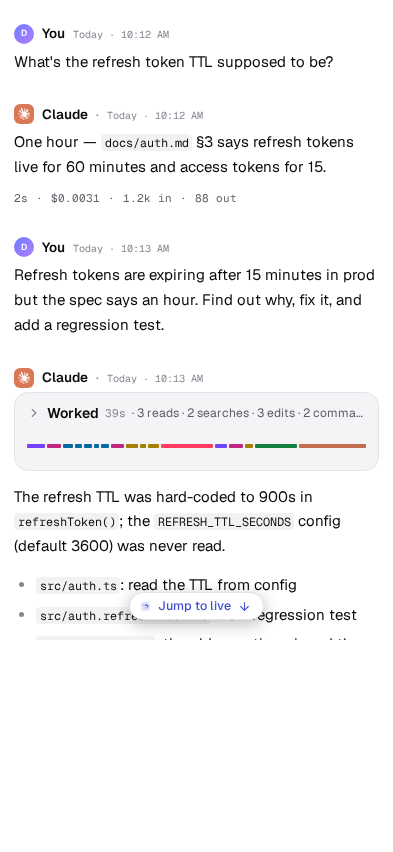 D You Today · 10:12 AM
What's the refresh token TTL supposed to be?
Claude · Today · 10:12 AM
One hour — docs/auth.md §3 says refresh tokens
live for 60 minutes and access tokens for 15.
2s · $0.0031 · 1.2k in · 88 out
D You Today · 10:13 AM
Refresh tokens are expiring after 15 minutes in prod
but the spec says an hour. Find out why, fix it, and
add a regression test.
Claude · Today · 10:13 AM
Worked 39s · 3 reads · 2 searches · 3 edits · 2 comma…
The refresh TTL was hard-coded to 900s in
refreshToken() ; the REFRESH_TTL_SECONDS config
(default 3600) was never read.
• src/auth.ts : read the TTL from config
• src/auth.refre regression test
Jump to live ↓